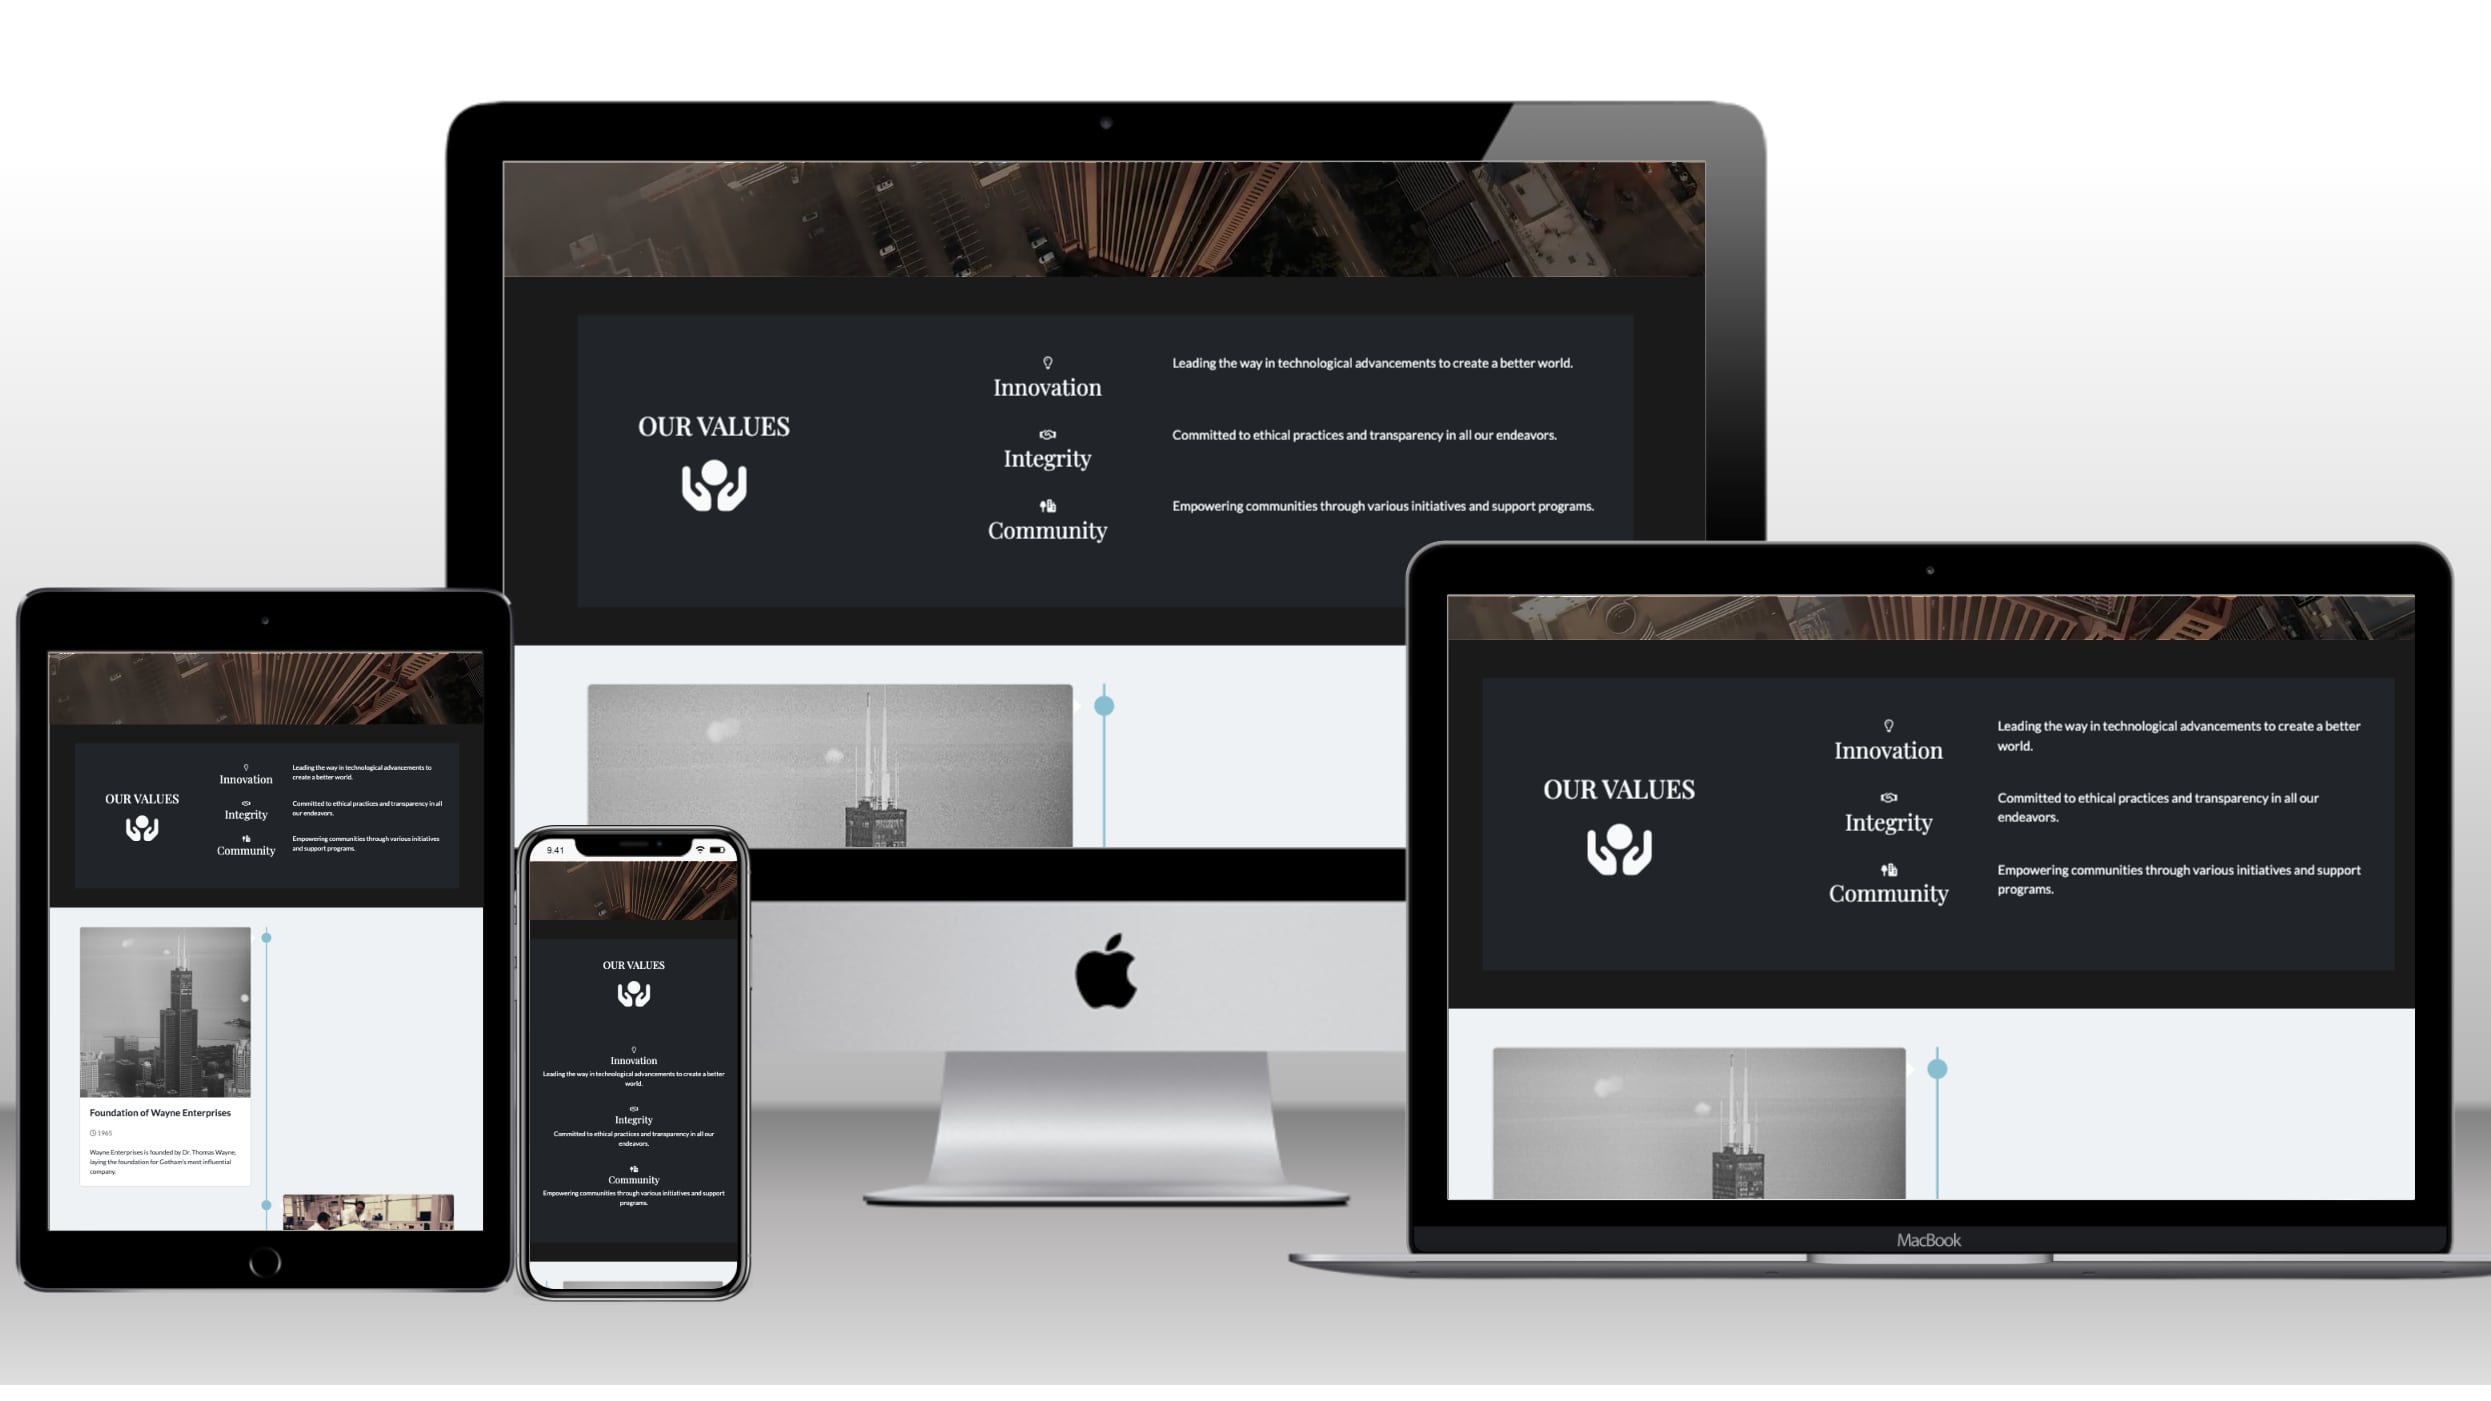 OUR VALUES
Innovation
Leading the way in technological advancements to create a better world.
Integrity
Committed to ethical practices and transparency in all our endeavors.
Community
Empowering communities through various initiatives and support programs.
OUR VALUES
Innovation
Leading the way in technological advancements to
create a better world.
Integrity
Committed to ethical practices and transparency in all
our endeavors.
Community
Empowering communities through various initiatives
and support programs.
Foundation of Wayne Enterprises
1965
Wayne Enterprises is founded by Dr. Thomas Wayne,
laying the foundation for Gotham's most influential
company.
9.41
OUR VALUES
Innovation
Leading the way in technological advancements to create a better
world.
Integrity
Committed to ethical practices and transparency in all our
endeavors.
Community
Empowering communities through various initiatives and support
programs.
OUR VALUES
Innovation
Leading the way in technological advancements to create a better
world.
Integrity
Committed to ethical practices and transparency in all our
endeavors.
Community
Empowering communities through various initiatives and support
programs.
MacBook